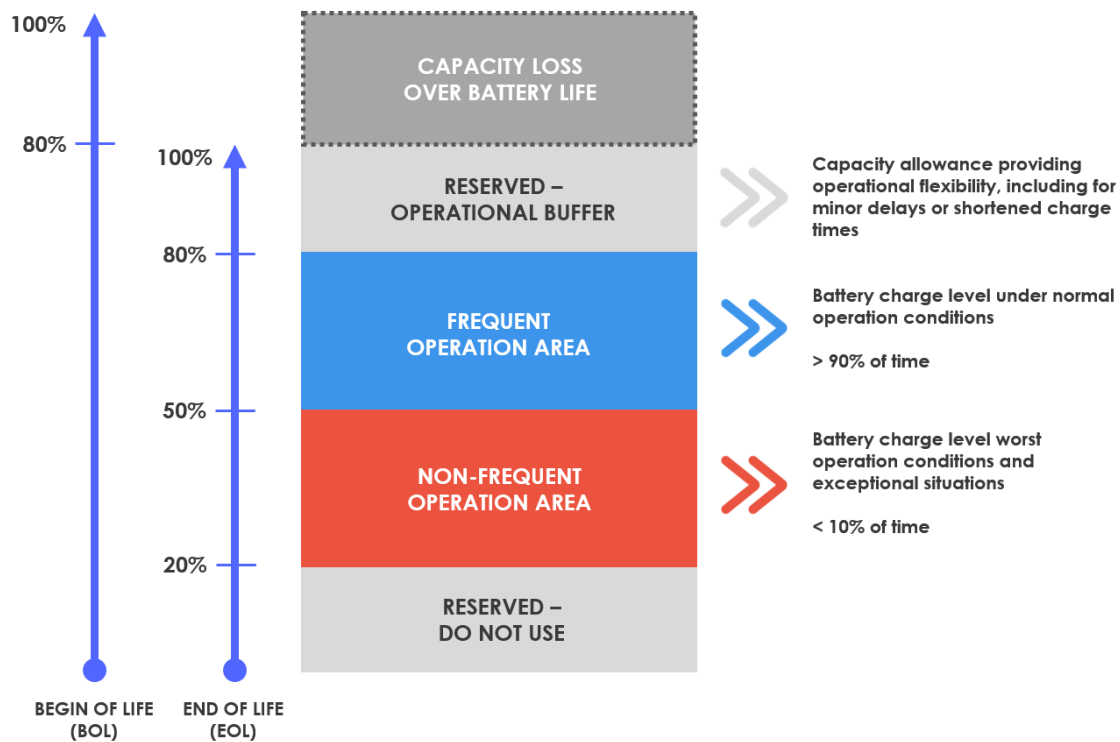 100%
80%
100%
80%
50%
20%
BEGIN OF LIFE
(BOL)
END OF LIFE
(EOL)
CAPACITY LOSS
OVER BATTERY LIFE
RESERVED –
OPERATIONAL BUFFER
FREQUENT
OPERATION AREA
NON-FREQUENT
OPERATION AREA
RESERVED –
DO NOT USE
Capacity allowance providing
operational flexibility, including for
minor delays or shortened charge
times
Battery charge level under normal
operation conditions
> 90% of time
Battery charge level worst
operation conditions and
exceptional situations
< 10% of time